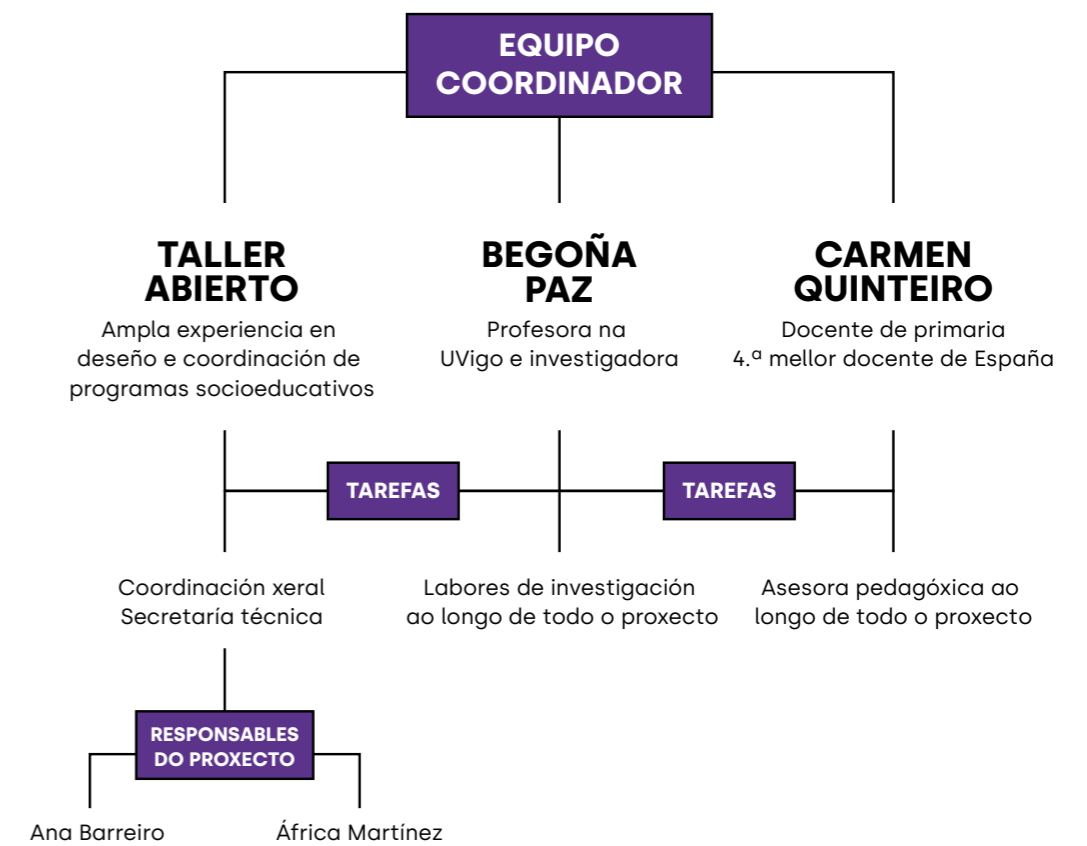 EQUIPO
COORDINADOR
TALLER
ABIERTO
Ampla experiencia en
deseño e coordinación de
programas socioeducativos
BEGOÑA
PAZ
Profesora na
UVigo e investigadora
CARMEN
QUINTEIRO
Docente de primaria
4.ª mellor docente de España
TAREFAS
TAREFAS
Coordinación xeral
Secretaría técnica
Labores de investigación
ao longo de todo o proxecto
Asesora pedagóxica ao
longo de todo o proxecto
RESPONSABLES
DO PROXECTO
Ana Barreiro
África Martínez